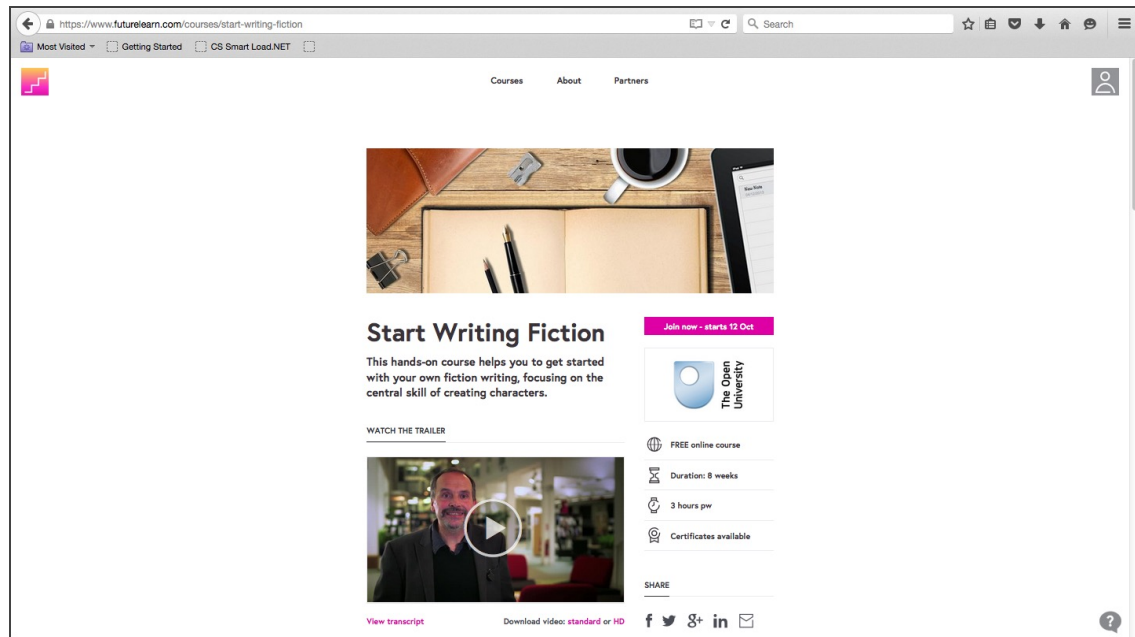 https://www.futurelearn.com/courses/start-writing-fiction
Search
Most Visited
Getting Started
CS Smart Load.NET
Courses About Partners
Start Writing Fiction
This hands-on course helps you to get started
with your own fiction writing, focusing on the
central skill of creating characters.
WATCH THE TRAILER
View transcript
Download video: standard or HD
Join now - starts 12 Oct
The Open
University
FREE online course
Duration: 8 weeks
3 hours pw
Certificates available
SHARE